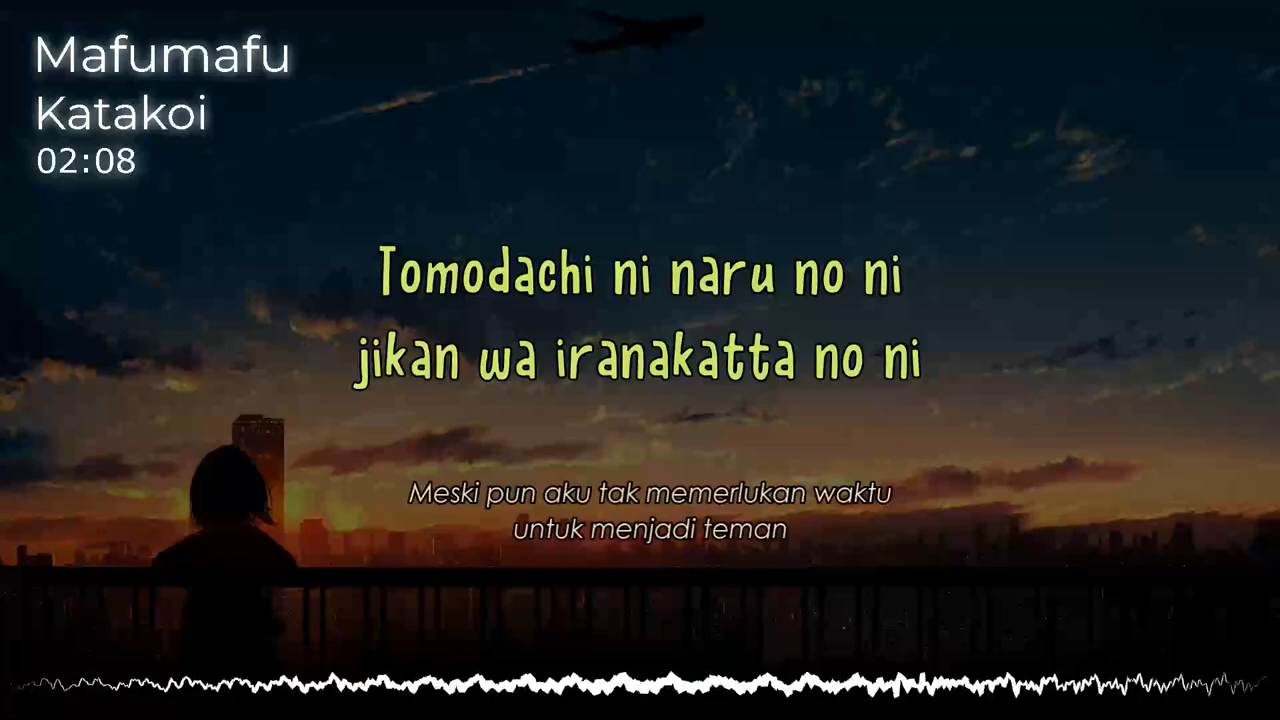 Mafumafu
Katakoi
02:08
Tomodachi ni naru no ni
jikan wa iranakatta no ni
Meski pun aku tak memerlukan waktu
untuk menjadi teman